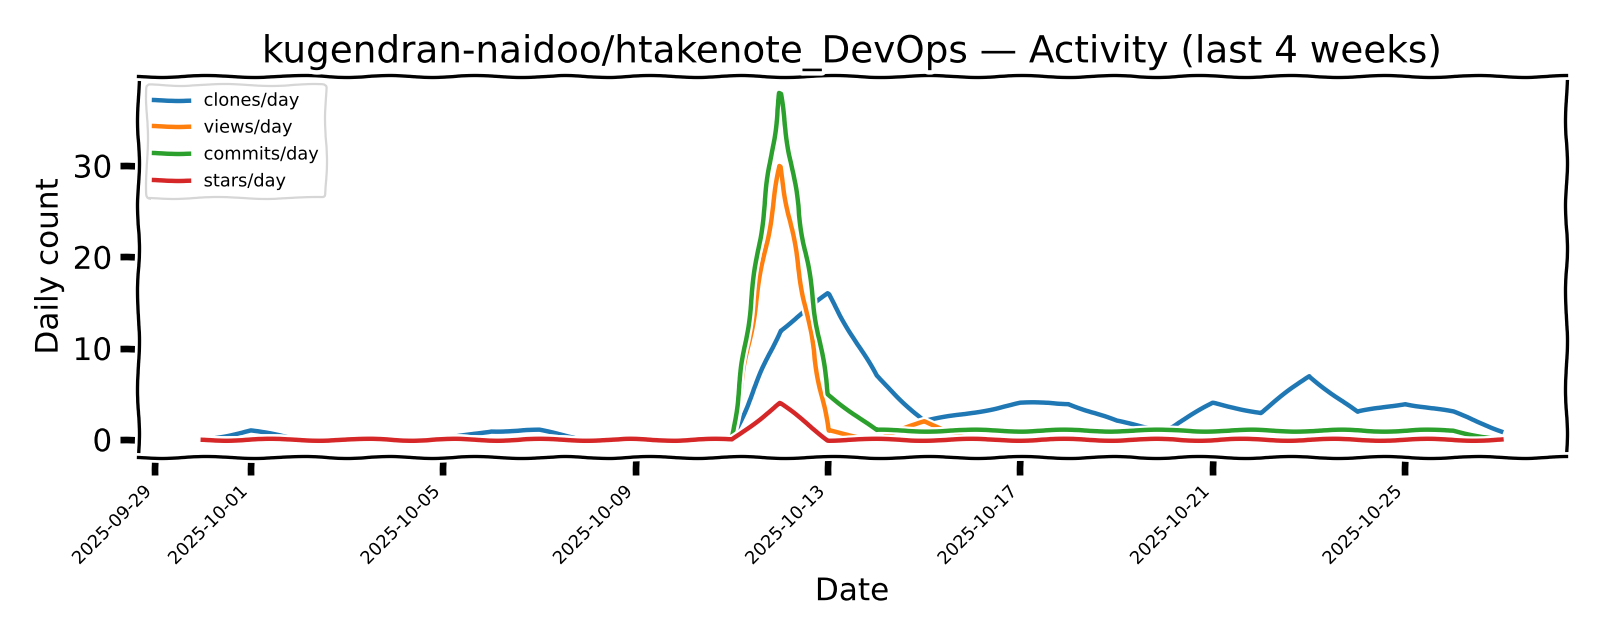 kugendran-naidoo/htakenote_DevOps — Activity (last 4 weeks)
clones/day
views/day
commits/day
stars/day
Daily count
30
20
10
0
2025-09-29
2025-10-01
2025-10-05
2025-10-09
2025-10-13
2025-10-17
2025-10-21
2025-10-25
Date